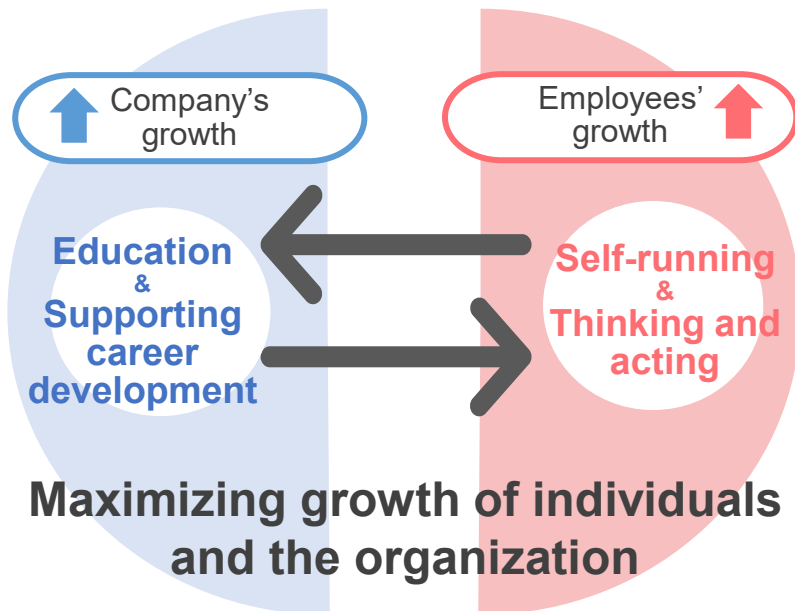 Company's
growth
Employees'
growth
Education
&
Supporting
career
development
Self-running
&
Thinking and
acting
Maximizing growth of individuals
and the organization